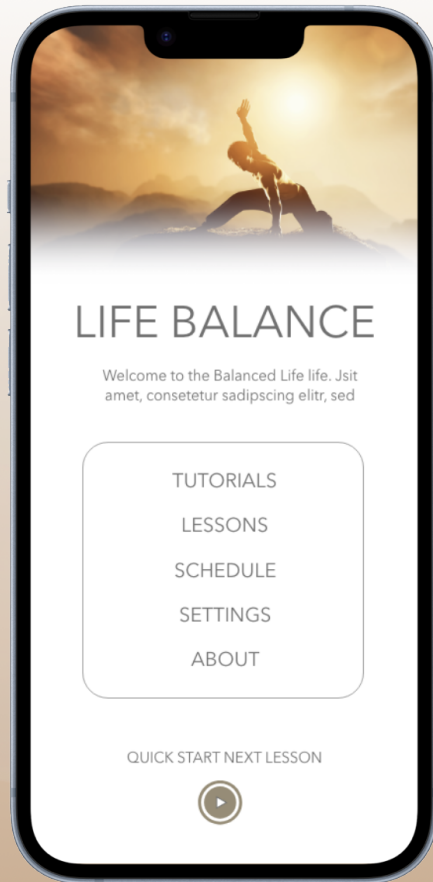 LIFE BALANCE
Welcome to the Balanced Life life. Jsit
amet, consetetur sadipscing elitr, sed
TUTORIALS
LESSONS
SCHEDULE
SETTINGS
ABOUT
QUICK START NEXT LESSON